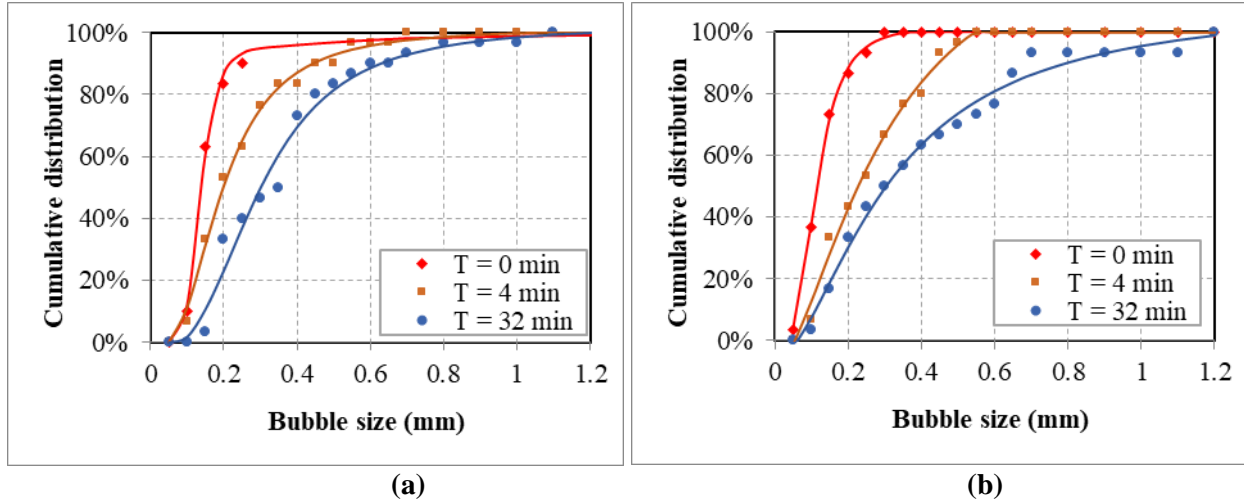 100%
80%
60%
40%
20%
0%
Cumulative distribution
T = 0 min
T = 4 min
T = 32 min
0 0.2 0.4 0.6 0.8 1 1.2
Bubble size (mm)
(a)
100%
80%
60%
40%
20%
0%
Cumulative distribution
T = 0 min
T = 4 min
T = 32 min
0 0.2 0.4 0.6 0.8 1 1.2
Bubble size (mm)
(b)